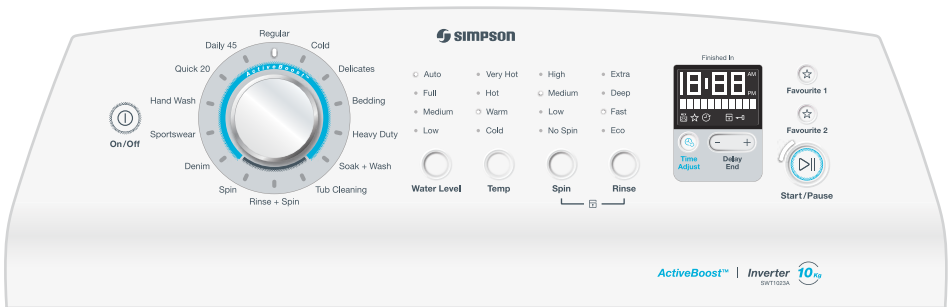 SIMPSON
Regular
Daily 45
Cold
Quick 20
Delicates
Hand Wash
Bedding
Sportswear
Heavy Duty
Denim
Soak + Wash
Spin
Tub Cleaning
Rinse + Spin
ActiveBoost™
On/Off
Auto Very Hot High Extra
Full Hot Medium Deep
Medium Warm Low Fast
Low Cold No Spin Eco
Water Level Temp Spin Rinse
Finished In
18:88 AM
PM
Time Adjust
- +
Delay End
Favourite 1
Favourite 2
Start/Pause
ActiveBoost™ | Inverter 10 Kg
SWT1023A